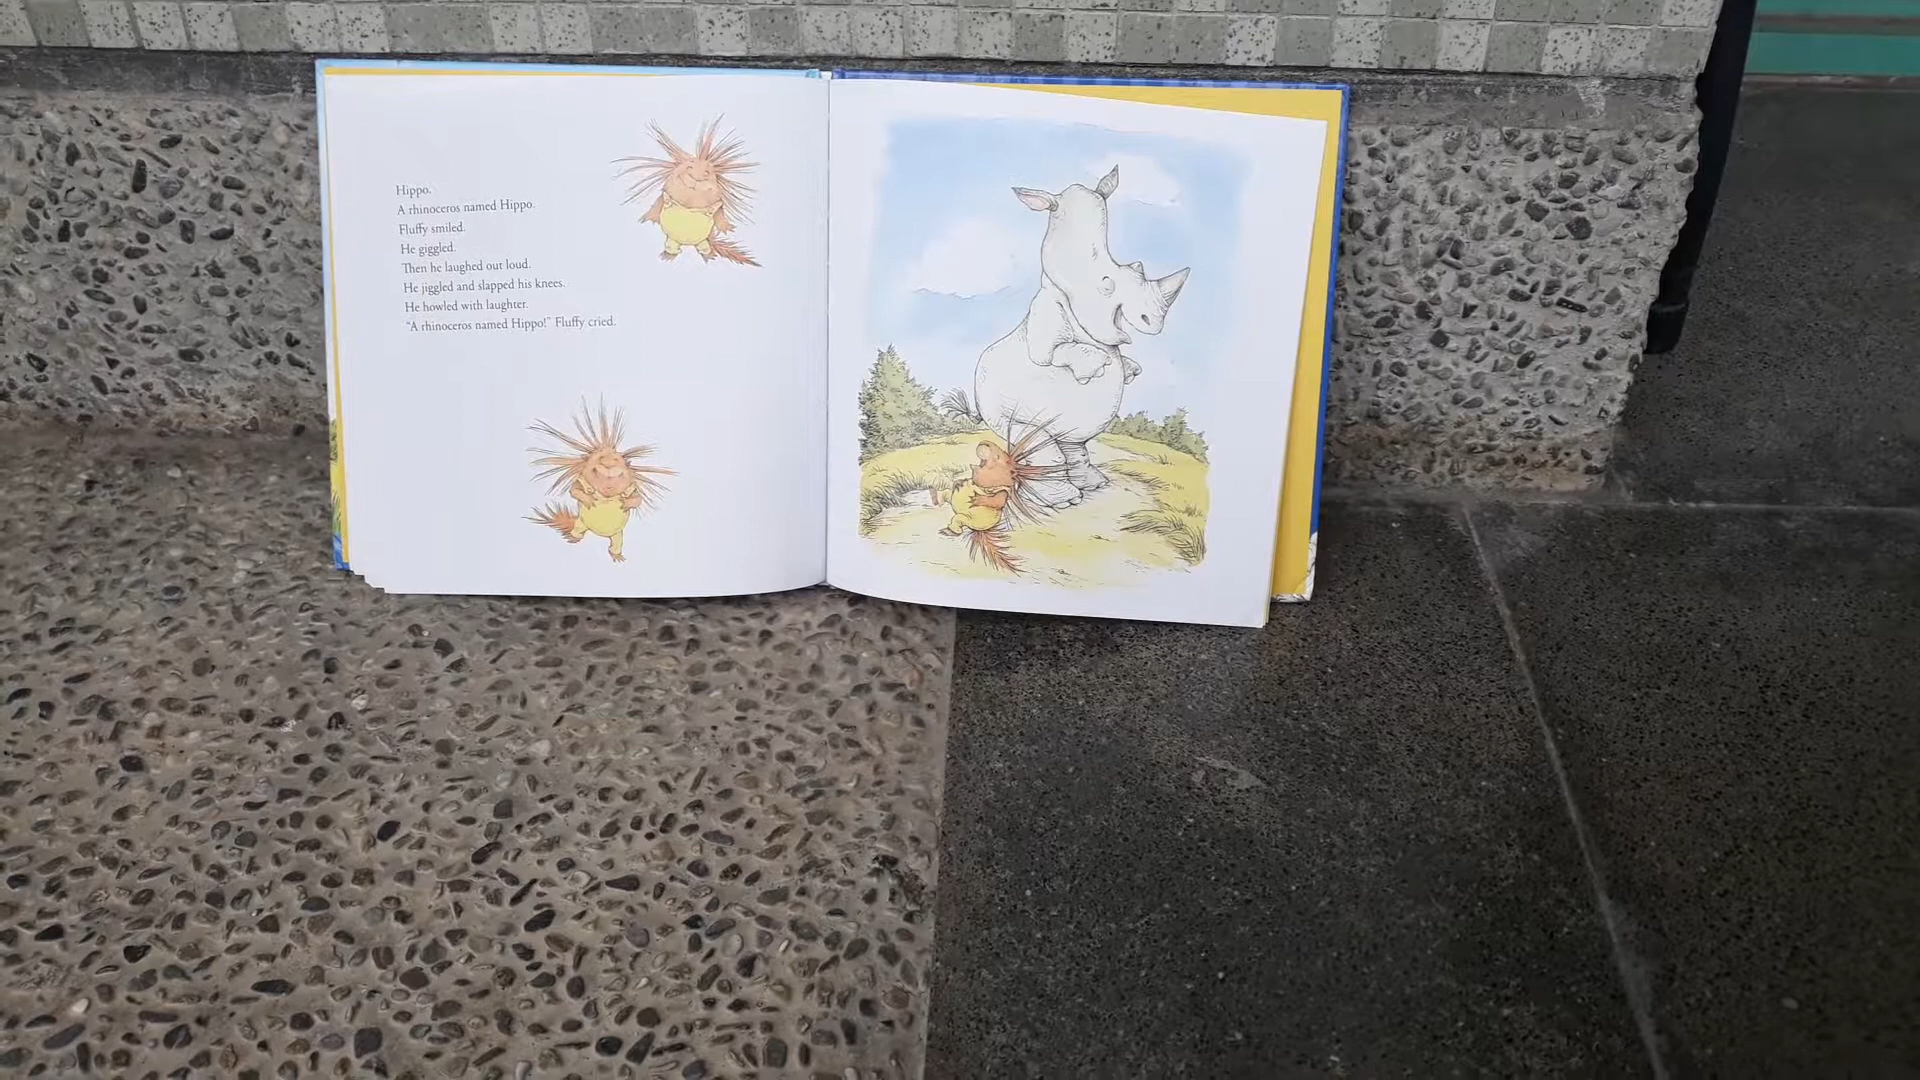 Hippo.
A rhinoceros named Hippo.
Fluffy smiled.
He giggled.
Then he laughed out loud.
He jiggled and slapped his knees.
He howled with laughter.
“A rhinoceros named Hippo!” Fluffy cried.